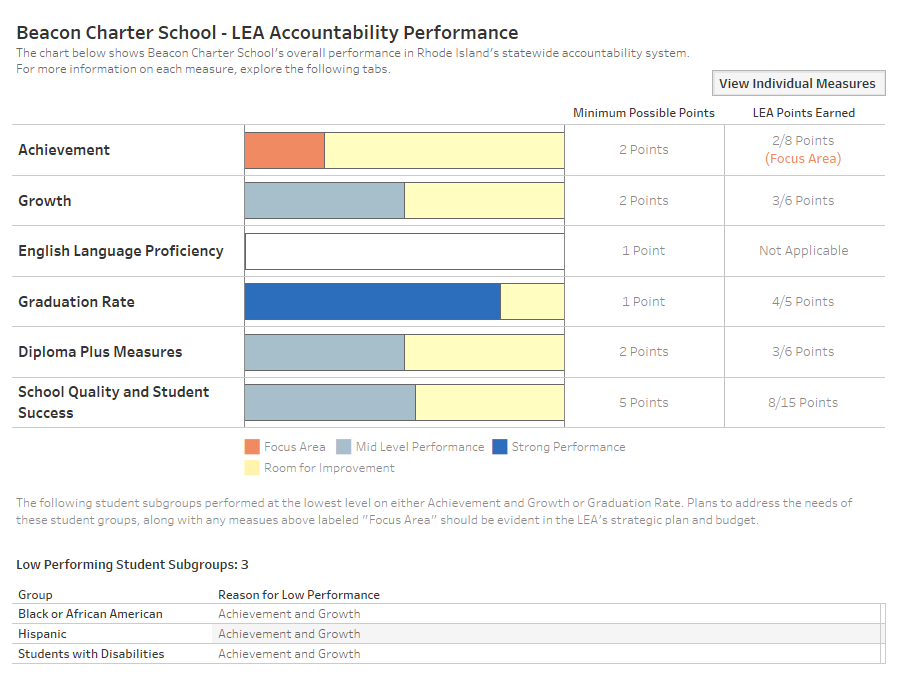 Beacon Charter School - LEA Accountability Performance
The chart below shows Beacon Charter School's overall performance in Rhode Island's statewide accountability system.
For more information on each measure, explore the following tabs.
View Individual Measures
Minimum Possible Points LEA Points Earned
Achievement 2 Points 2/8 Points
(Focus Area)
Growth 2 Points 3/6 Points
English Language Proficiency 1 Point Not Applicable
Graduation Rate 1 Point 4/5 Points
Diploma Plus Measures 2 Points 3/6 Points
School Quality and Student
Success 5 Points 8/15 Points
Focus Area Mid Level Performance Strong Performance
Room for Improvement
The following student subgroups performed at the lowest level on either Achievement and Growth or Graduation Rate. Plans to address the needs of
these student groups, along with any measues above labeled "Focus Area" should be evident in the LEA's strategic plan and budget.
Low Performing Student Subgroups: 3
Group Reason for Low Performance
Black or African American Achievement and Growth
Hispanic Achievement and Growth
Students with Disabilities Achievement and Growth